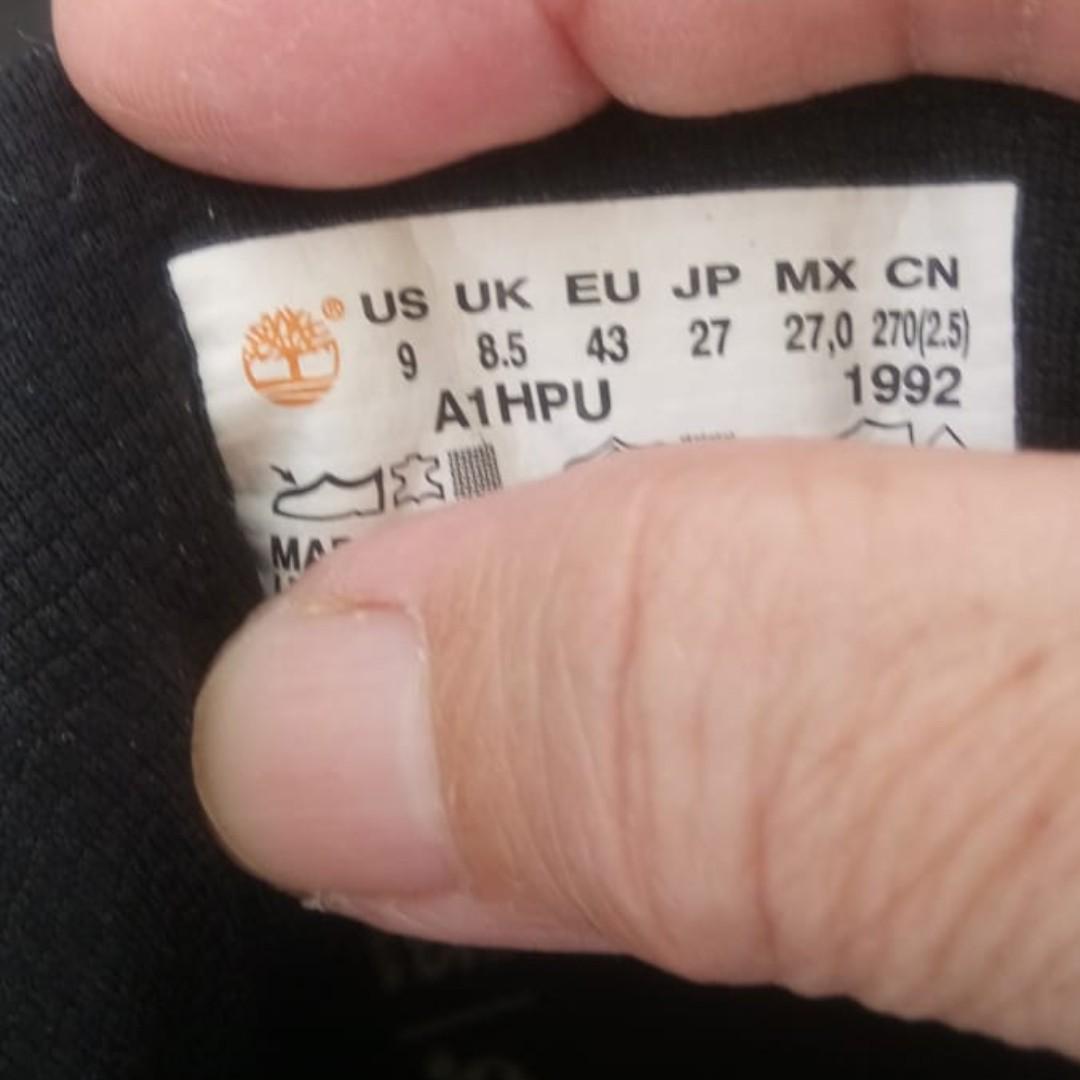 ® US UK EU JP MX CN
9 8.5 43 27 27,0 270(2.5)
A1HPU 1992